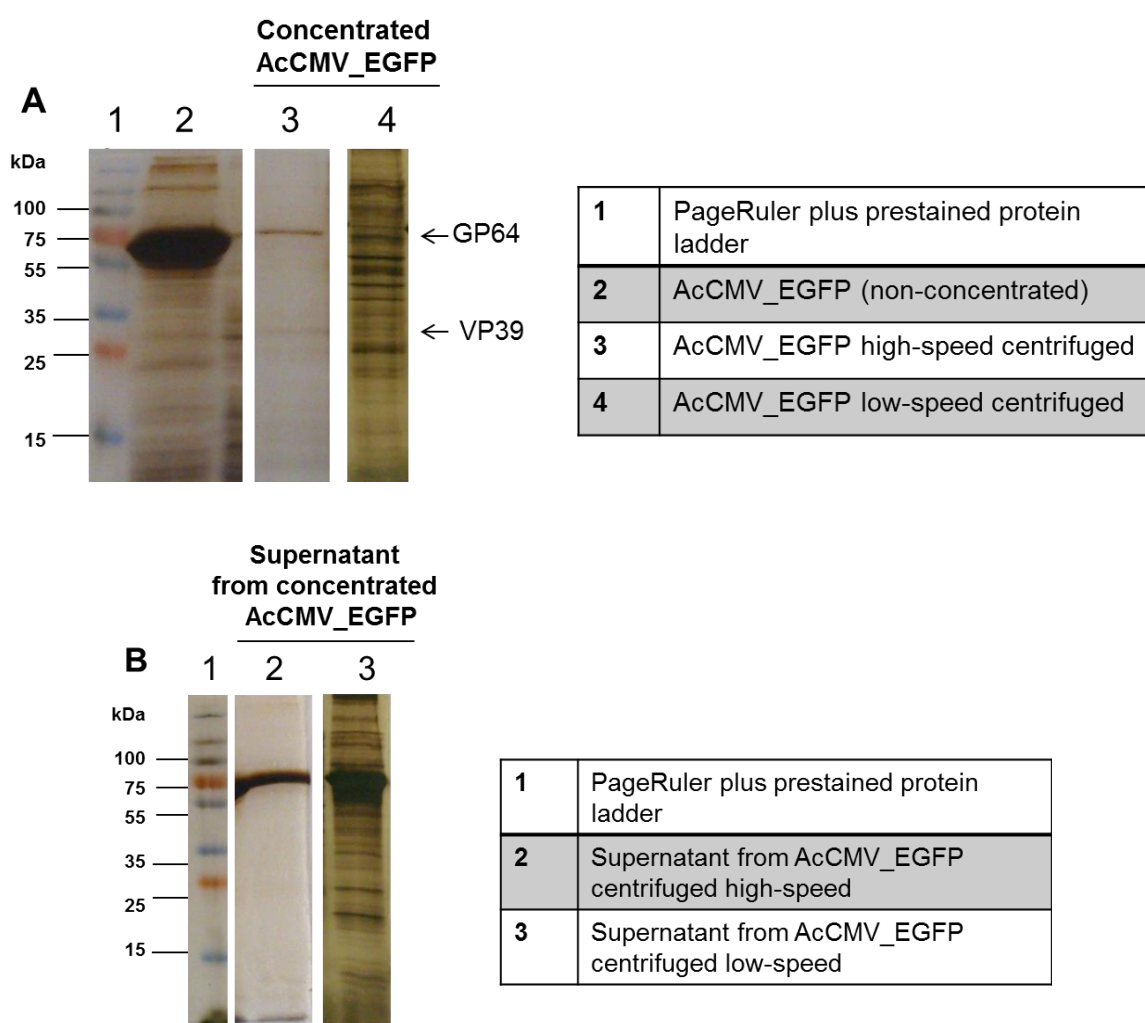 Concentrated
AcCMV_EGFP
A
1 2 3 4
kDa
100
75
55
35
25
15
GP64
VP39
1 PageRuler plus prestained protein
ladder
2 AcCMV_EGFP (non-concentrated)
3 AcCMV_EGFP high-speed centrifuged
4 AcCMV_EGFP low-speed centrifuged
Supernatant
from concentrated
AcCMV_EGFP
B
1 2 3
kDa
100
75
55
35
25
15
1 PageRuler plus prestained protein
ladder
2 Supernatant from AcCMV_EGFP
centrifuged high-speed
3 Supernatant from AcCMV_EGFP
centrifuged low-speed